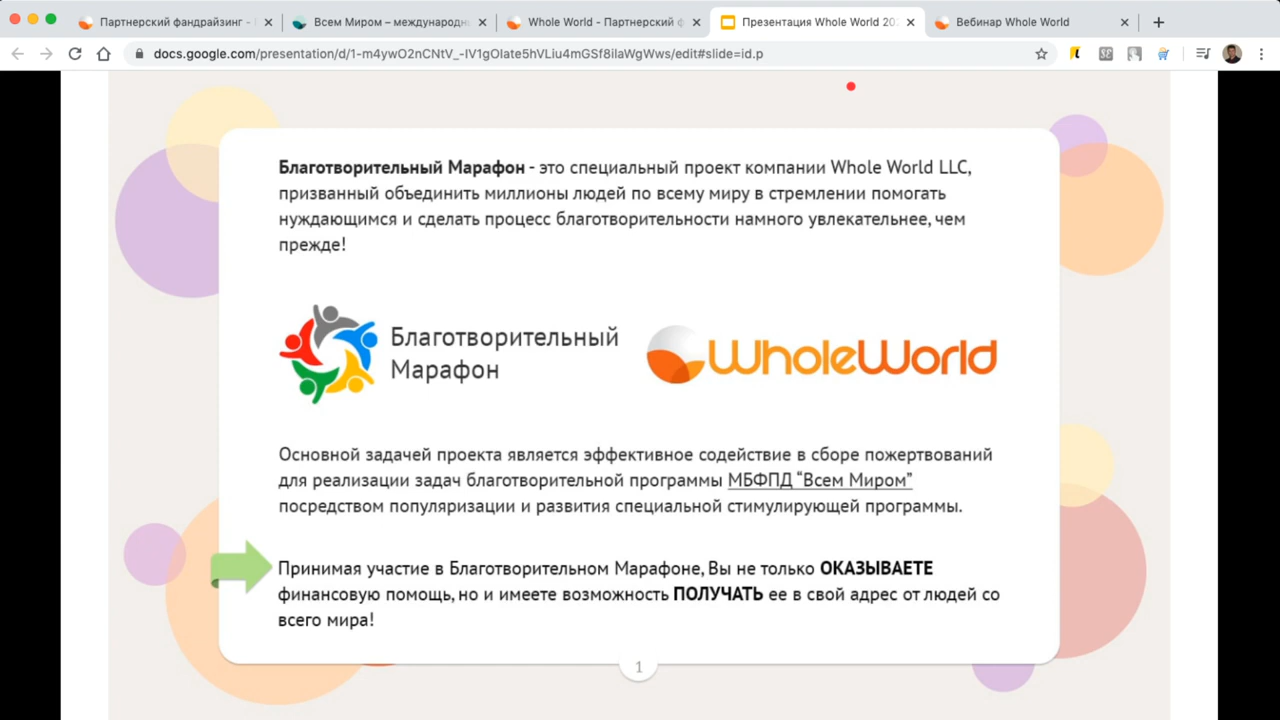 Партнерский фандрайзинг -
Всем Миром – международн
Whole World - Партнерский ф
Презентация Whole World 202
Вебинар Whole World
docs.google.com/presentation/d/1-m4ywO2nCNtV_-IV1gOIate5hVLiu4mGSf8ilaWgWws/edit#slide=id.p
Благотворительный Марафон - это специальный проект компании Whole World LLC,
призванный объединить миллионы людей по всему миру в стремлении помогать
нуждающимся и сделать процесс благотворительности намного увлекательнее, чем
прежде!
Благотворительный
Марафон
WholeWorld
Основной задачей проекта является эффективное содействие в сборе пожертвований
для реализации задач благотворительной программы МБФПД “Всем Миром”
посредством популяризации и развития специальной стимулирующей программы.
Принимая участие в Благотворительном Марафоне, Вы не только ОКАЗЫВАЕТЕ
финансовую помощь, но и имеете возможность ПОЛУЧАТЬ ее в свой адрес от людей со
всего мира!
1